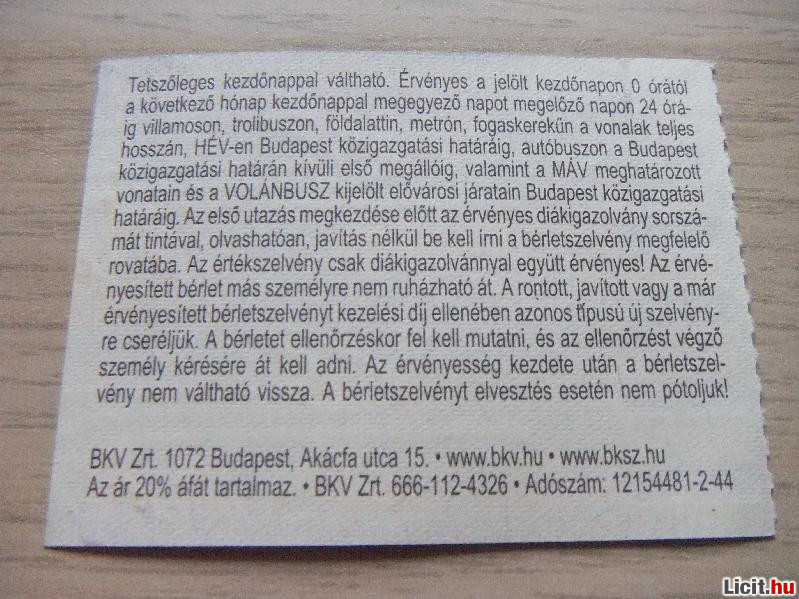 Tetszőleges kezdőnappal váltható. Érvényes a jelölt kezdőnapon 0 órától
a következő hónap kezdőnappal megegyező napot megelőző napon 24 órá-
ig villamoson, trolibuszon, földalattin, metrón, fogaskerekűn a vonalak teljes
hosszán, HÉV-en Budapest közigazgatási határáig, autóbuszon a Budapest
közigazgatási határán kívüli első megállóig, valamint a MÁV meghatározott
vonatain és a VOLÁNBUSZ kijelölt elővárosi járatain Budapest közigazgatási
határáig. Az első utazás megkezdése előtt az érvényes diákigazolvány sorszá-
mát tintával, olvashatóan, javítás nélkül be kell írni a bérletszelvény megfelelő
rovatába. Az értékszelvény csak diákigazolvánnyal együtt érvényes! Az érvé-
nyesített bérlet más személyre nem ruházható át. A rontott, javított vagy a már
érvényesített bérletszelvényt kezelési díj ellenében azonos típusú új szelvény-
re cseréljük. A bérletet ellenőrzéskor fel kell mutatni, és az ellenőrzést végző
személy kérésére át kell adni. Az érvényesség kezdete után a bérletszel-
vény nem váltható vissza. A bérletszelvényt elvesztés esetén nem pótoljuk!
BKV Zrt. 1072 Budapest, Akácfa utca 15. • www.bkv.hu • www.bksz.hu
Az ár 20% áfát tartalmaz. • BKV Zrt. 666-112-4326 • Adószám: 12154481-2-44
Licit.hu